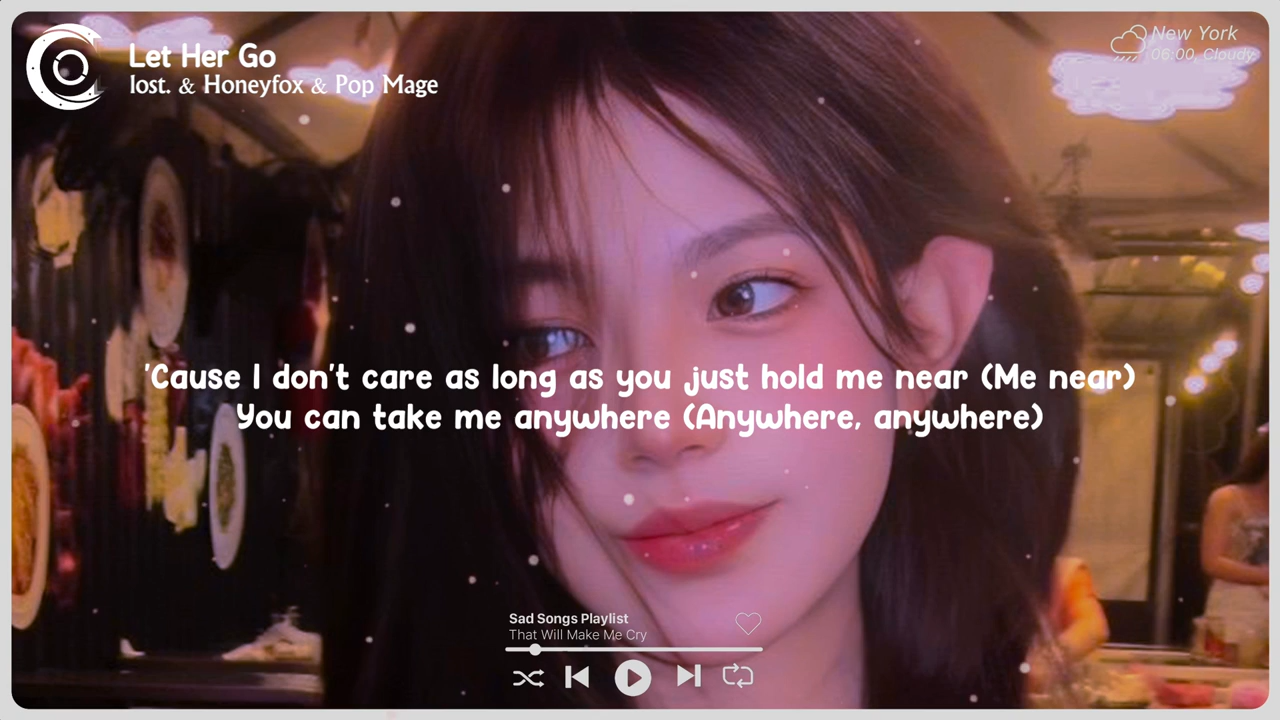 Let Her Go
lost. & Honeyfox & Pop Mage
New York
06:00, Cloudy
'Cause I don't care as long as you just hold me near (Me near)
You can take me anywhere (Anywhere, anywhere)
Sad Songs Playlist
That Will Make Me Cry